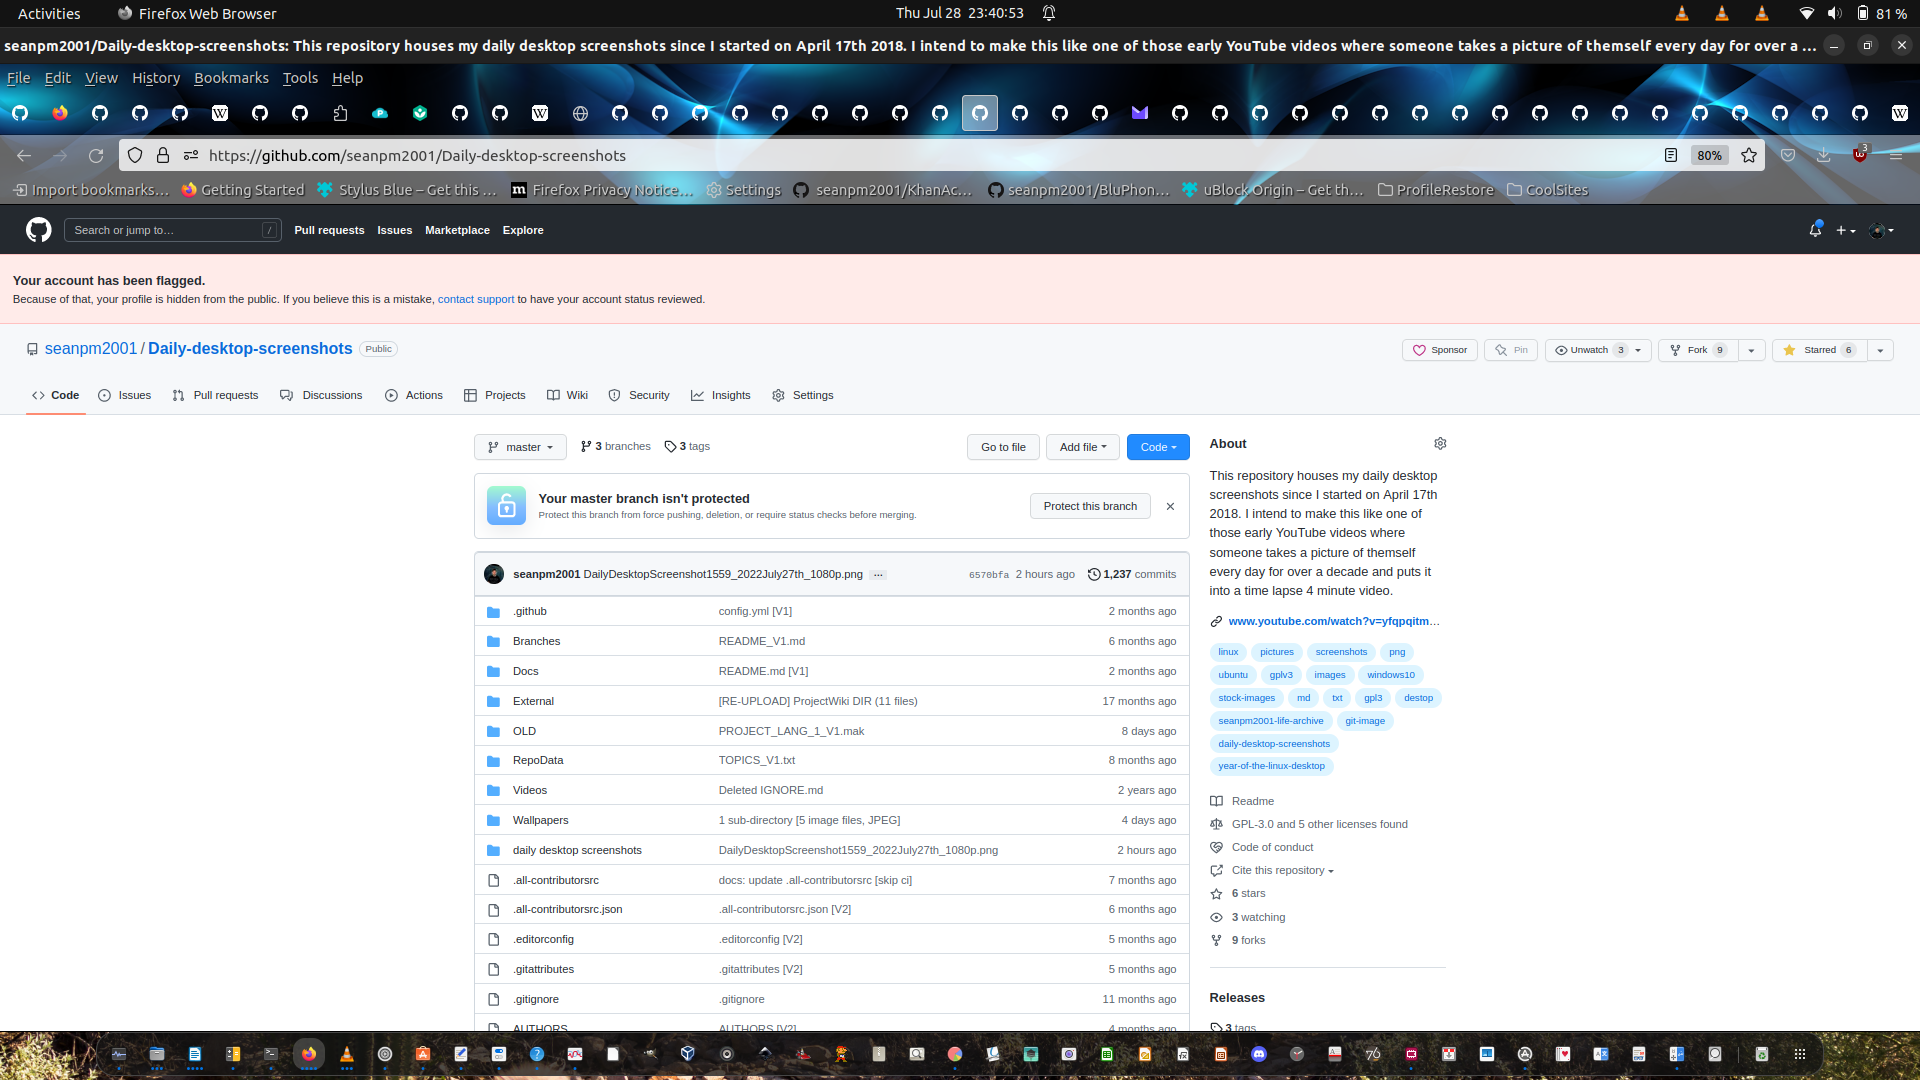 Activities
Firefox Web Browser
Thu Jul 28 23:40:53
81 %
seanpm2001/Daily-desktop-screenshots: This repository houses my daily desktop screenshots since I started on April 17th 2018. I intend to make this like one of those early YouTube videos where someone takes a picture of themself every day for over a …
File Edit View History Bookmarks Tools Help
https://github.com/seanpm2001/Daily-desktop-screenshots
80%
3
Import bookmarks… Getting Started Stylus Blue – Get this … Firefox Privacy Notice… Settings seanpm2001/KhanAc… seanpm2001/BluPhon… uBlock Origin – Get th… ProfileRestore CoolSites
Search or jump to… /
Pull requests Issues Marketplace Explore
Your account has been flagged.
Because of that, your profile is hidden from the public. If you believe this is a mistake, contact support to have your account status reviewed.
seanpm2001 / Daily-desktop-screenshots Public
Sponsor Pin Unwatch 3 Fork 9 Starred 6
Code Issues Pull requests Discussions Actions Projects Wiki Security Insights Settings
master 3 branches 3 tags
Go to file Add file Code
Your master branch isn't protected
Protect this branch from force pushing, deletion, or require status checks before merging.
Protect this branch
seanpm2001 DailyDesktopScreenshot1559_2022July27th_1080p.png … 6570bfa 2 hours ago 1,237 commits
.github config.yml [V1] 2 months ago
Branches README_V1.md 6 months ago
Docs README.md [V1] 2 months ago
External [RE-UPLOAD] ProjectWiki DIR (11 files) 17 months ago
OLD PROJECT_LANG_1_V1.mak 8 days ago
RepoData TOPICS_V1.txt 8 months ago
Videos Deleted IGNORE.md 2 years ago
Wallpapers 1 sub-directory [5 image files, JPEG] 4 days ago
daily desktop screenshots DailyDesktopScreenshot1559_2022July27th_1080p.png 2 hours ago
.all-contributorsrc docs: update .all-contributorsrc [skip ci] 7 months ago
.all-contributorsrc.json .all-contributorsrc.json [V2] 6 months ago
.editorconfig .editorconfig [V2] 5 months ago
.gitattributes .gitattributes [V2] 5 months ago
.gitignore .gitignore 11 months ago
AUTHORS AUTHORS [V2] 4 months ago
About
This repository houses my daily desktop
screenshots since I started on April 17th
2018. I intend to make this like one of
those early YouTube videos where
someone takes a picture of themself
every day for over a decade and puts it
into a time lapse 4 minute video.
www.youtube.com/watch?v=yfqpqitm…
linux pictures screenshots png
ubuntu gplv3 images windows10
stock-images md txt gpl3 destop
seanpm2001-life-archive git-image
daily-desktop-screenshots
year-of-the-linux-desktop
Readme
GPL-3.0 and 5 other licenses found
Code of conduct
Cite this repository
6 stars
3 watching
9 forks
Releases
3 tags